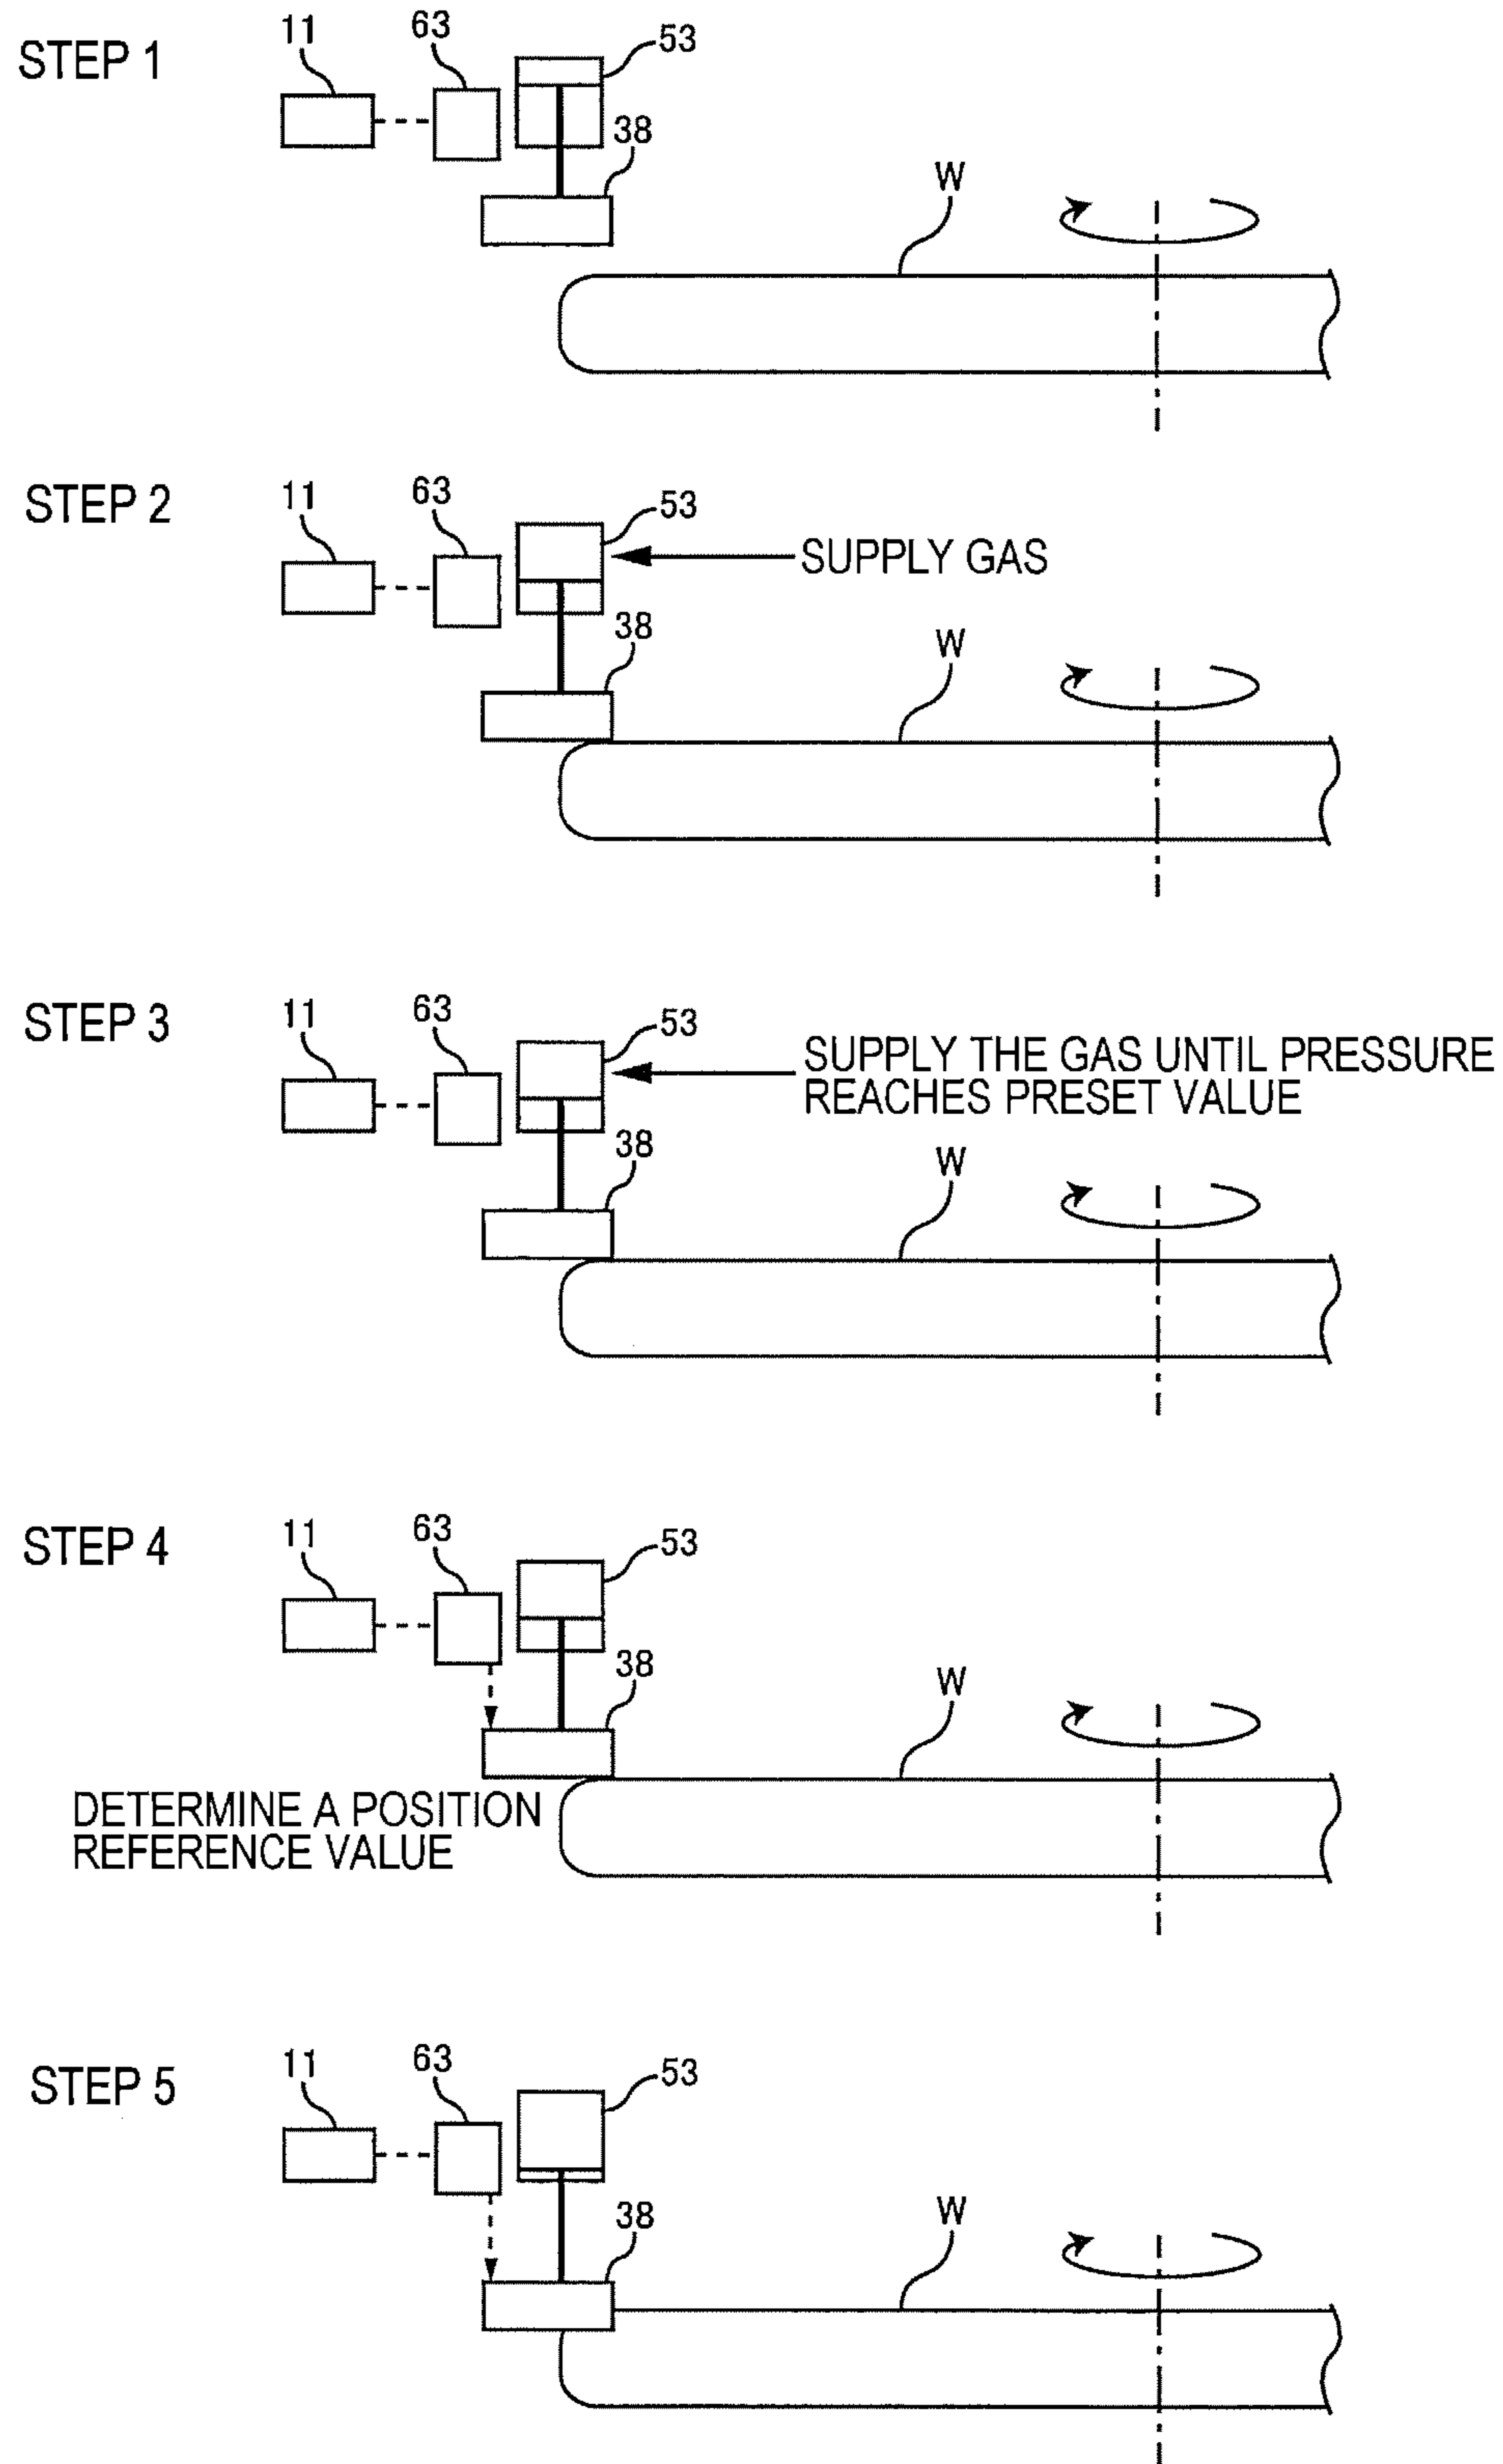 STEP 1
11
63
53
38
W
STEP 2
11
63
53
SUPPLY GAS
38
W
STEP 3
11
63
53
SUPPLY THE GAS UNTIL PRESSURE
REACHES PRESET VALUE
38
W
STEP 4
11
63
53
38
W
DETERMINE A POSITION
REFERENCE VALUE
STEP 5
11
63
53
38
W